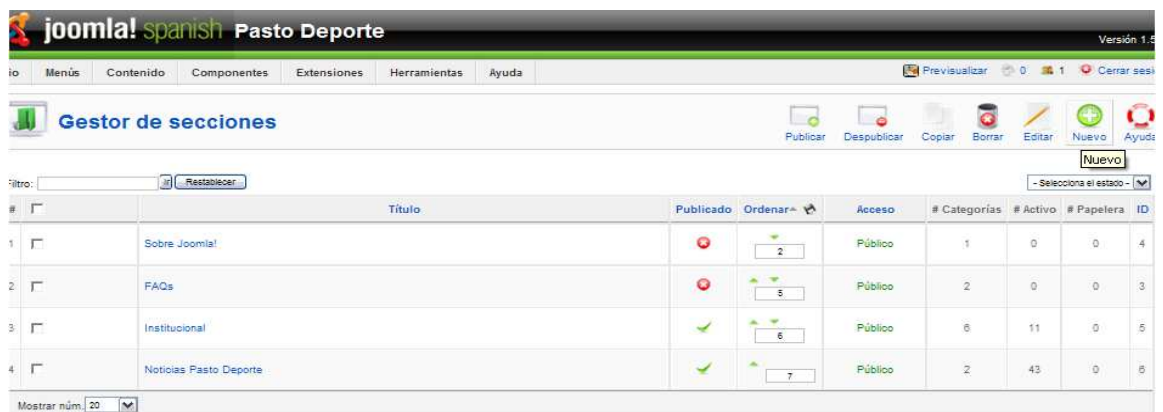 joomla! spanish Pasto Deporte
Versión 1.5
io Menús Contenido Componentes Extensiones Herramientas Ayuda Previsualizar 0 1 Cerrar sesi
Gestor de secciones
Publicar Despublicar Copiar Borrar Editar Nuevo Ayuda
Nuevo
Filtro: Ir Restablecer - Selecciona el estado -
# Título Publicado Ordenar Acceso # Categorías # Activo # Papelera ID
1 Sobre Joomla! 2 Público 1 0 0 4
2 FAQs 5 Público 2 0 0 3
3 Institucional 6 Público 6 11 0 5
4 Noticias Pasto Deporte 7 Público 2 43 0 6
Mostrar núm. 20